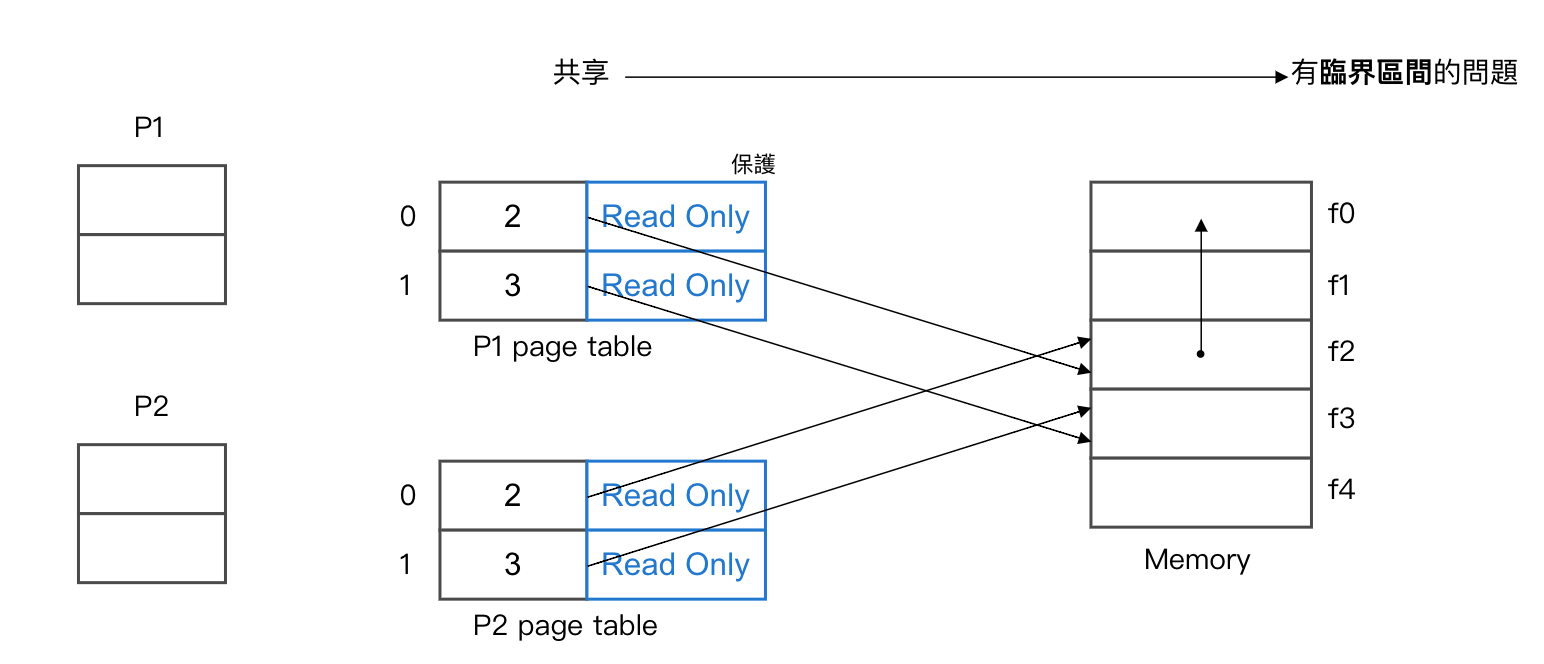 共享
有臨界區間的問題
P1
保護
0 2 Read Only
1 3 Read Only
P1 page table
P2
0 2 Read Only
1 3 Read Only
P2 page table
f0
f1
f2
f3
f4
Memory